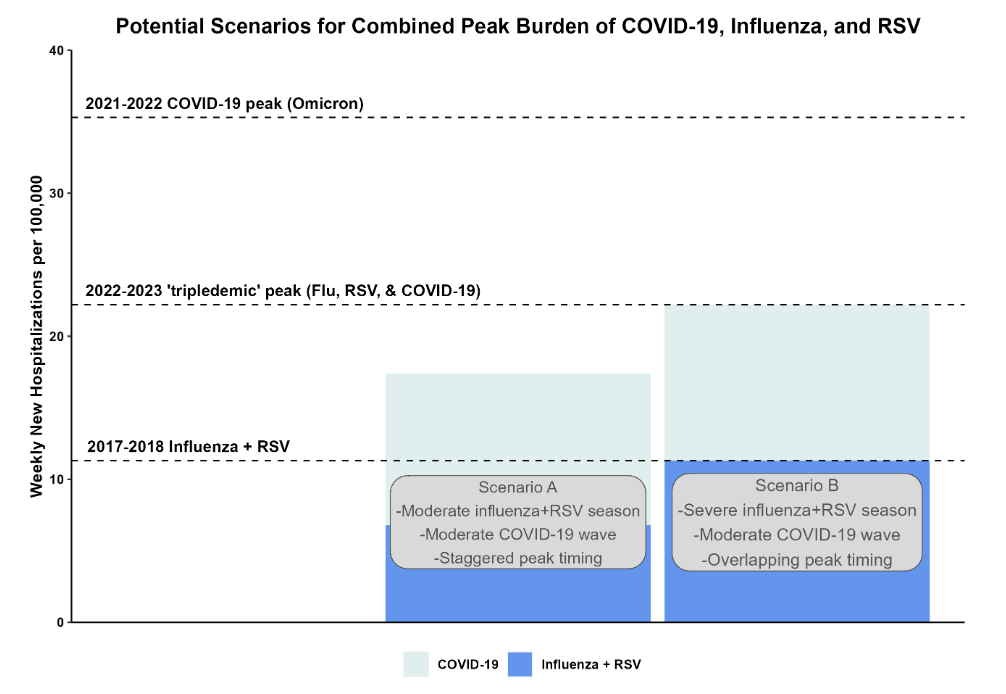 Potential Scenarios for Combined Peak Burden of COVID-19, Influenza, and RSV
Weekly New Hospitalizations per 100,000
40
30
20
10
0
2021-2022 COVID-19 peak (Omicron)
2022-2023 'tripledemic' peak (Flu, RSV, & COVID-19)
2017-2018 Influenza + RSV
Scenario A
-Moderate influenza+RSV season
-Moderate COVID-19 wave
-Staggered peak timing
Scenario B
-Severe influenza+RSV season
-Moderate COVID-19 wave
-Overlapping peak timing
COVID-19
Influenza + RSV